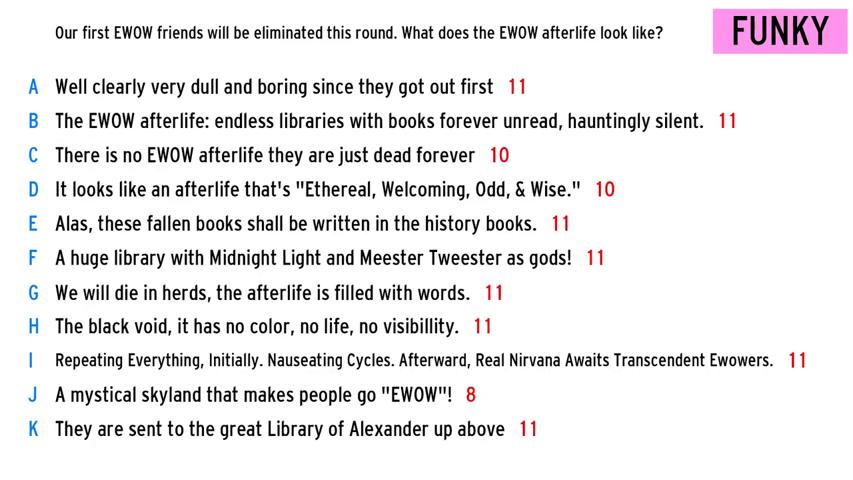 Our first EWOW friends will be eliminated this round. What does the EWOW afterlife look like?
FUNKY
A Well clearly very dull and boring since they got out first 11
B The EWOW afterlife: endless libraries with books forever unread, hauntingly silent. 11
C There is no EWOW afterlife they are just dead forever 10
D It looks like an afterlife that's "Ethereal, Welcoming, Odd, & Wise." 10
E Alas, these fallen books shall be written in the history books. 11
F A huge library with Midnight Light and Meester Tweester as gods! 11
G We will die in herds, the afterlife is filled with words. 11
H The black void, it has no color, no life, no visibillity. 11
I Repeating Everything, Initially. Nauseating Cycles. Afterward, Real Nirvana Awaits Transcendent Ewowers. 11
J A mystical skyland that makes people go "EWOW"! 8
K They are sent to the great Library of Alexander up above 11